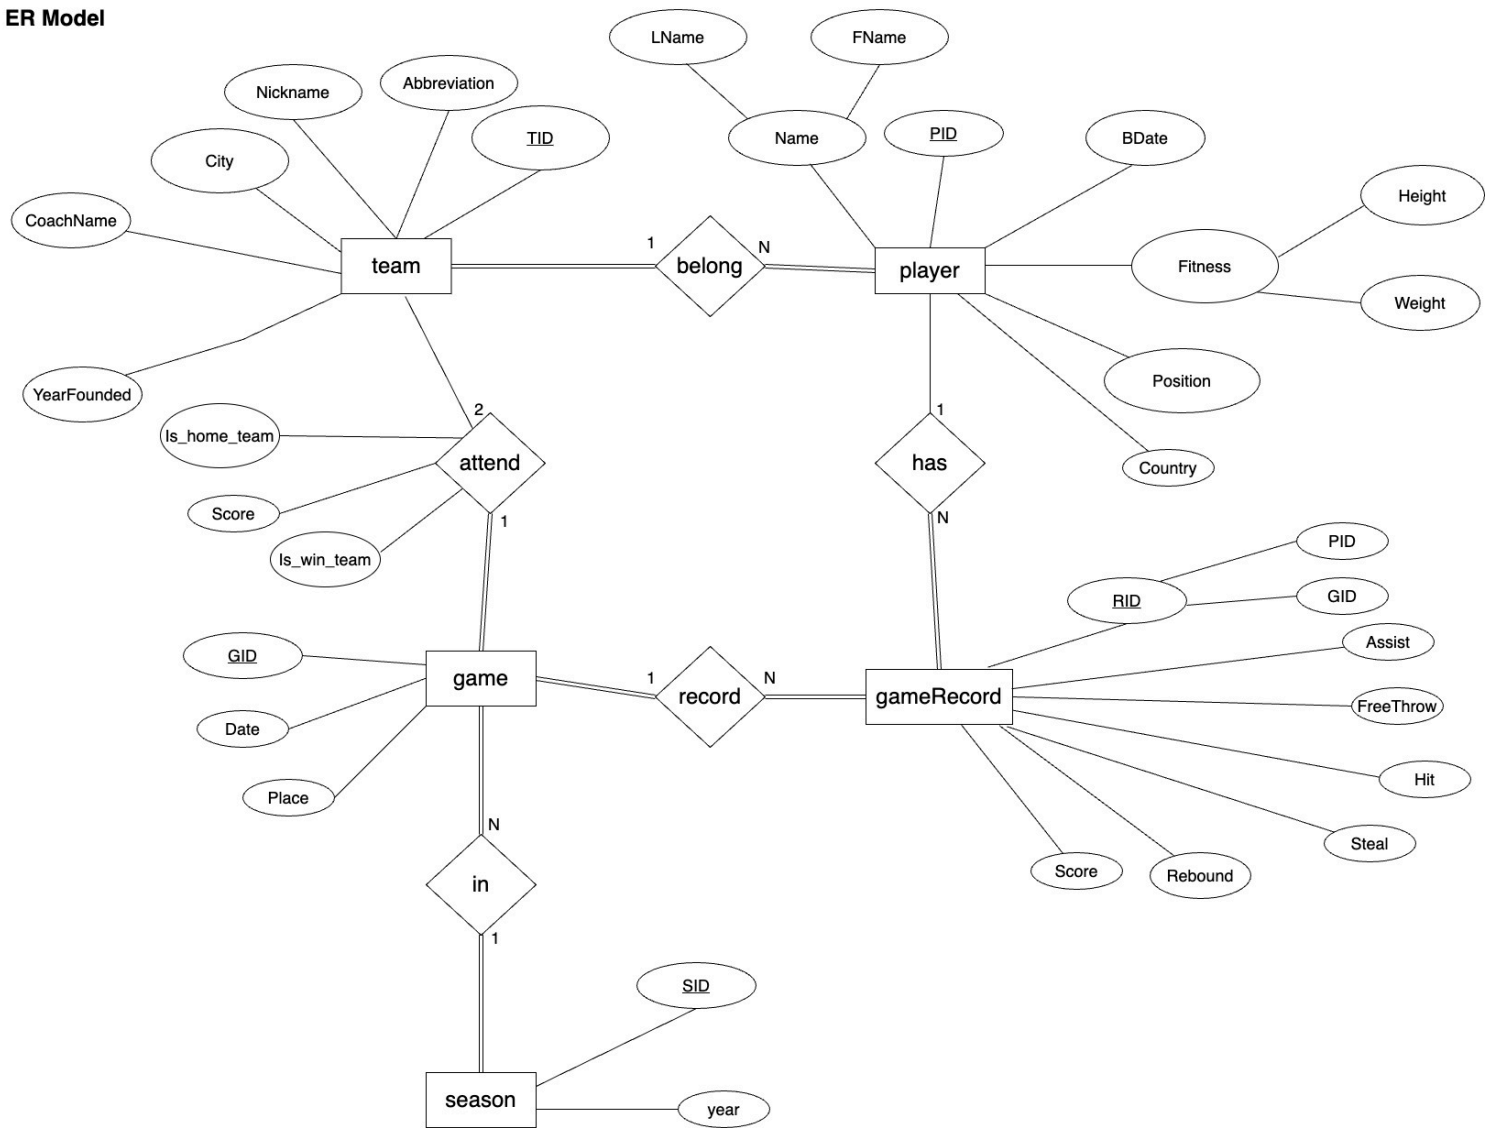 ER Model
LName
FName
Nickname
Abbreviation
TID
Name
PID
BDate
City
CoachName
Height
team
1
belong
N
player
Fitness
Weight
YearFounded
Position
Is_home_team
2
attend
1
has
Country
Score
1
N
Is_win_team
PID
RID
GID
Assist
GID
game
1
record
N
gameRecord
FreeThrow
Date
Place
Hit
Steal
N
Score
Rebound
in
1
SID
season
year